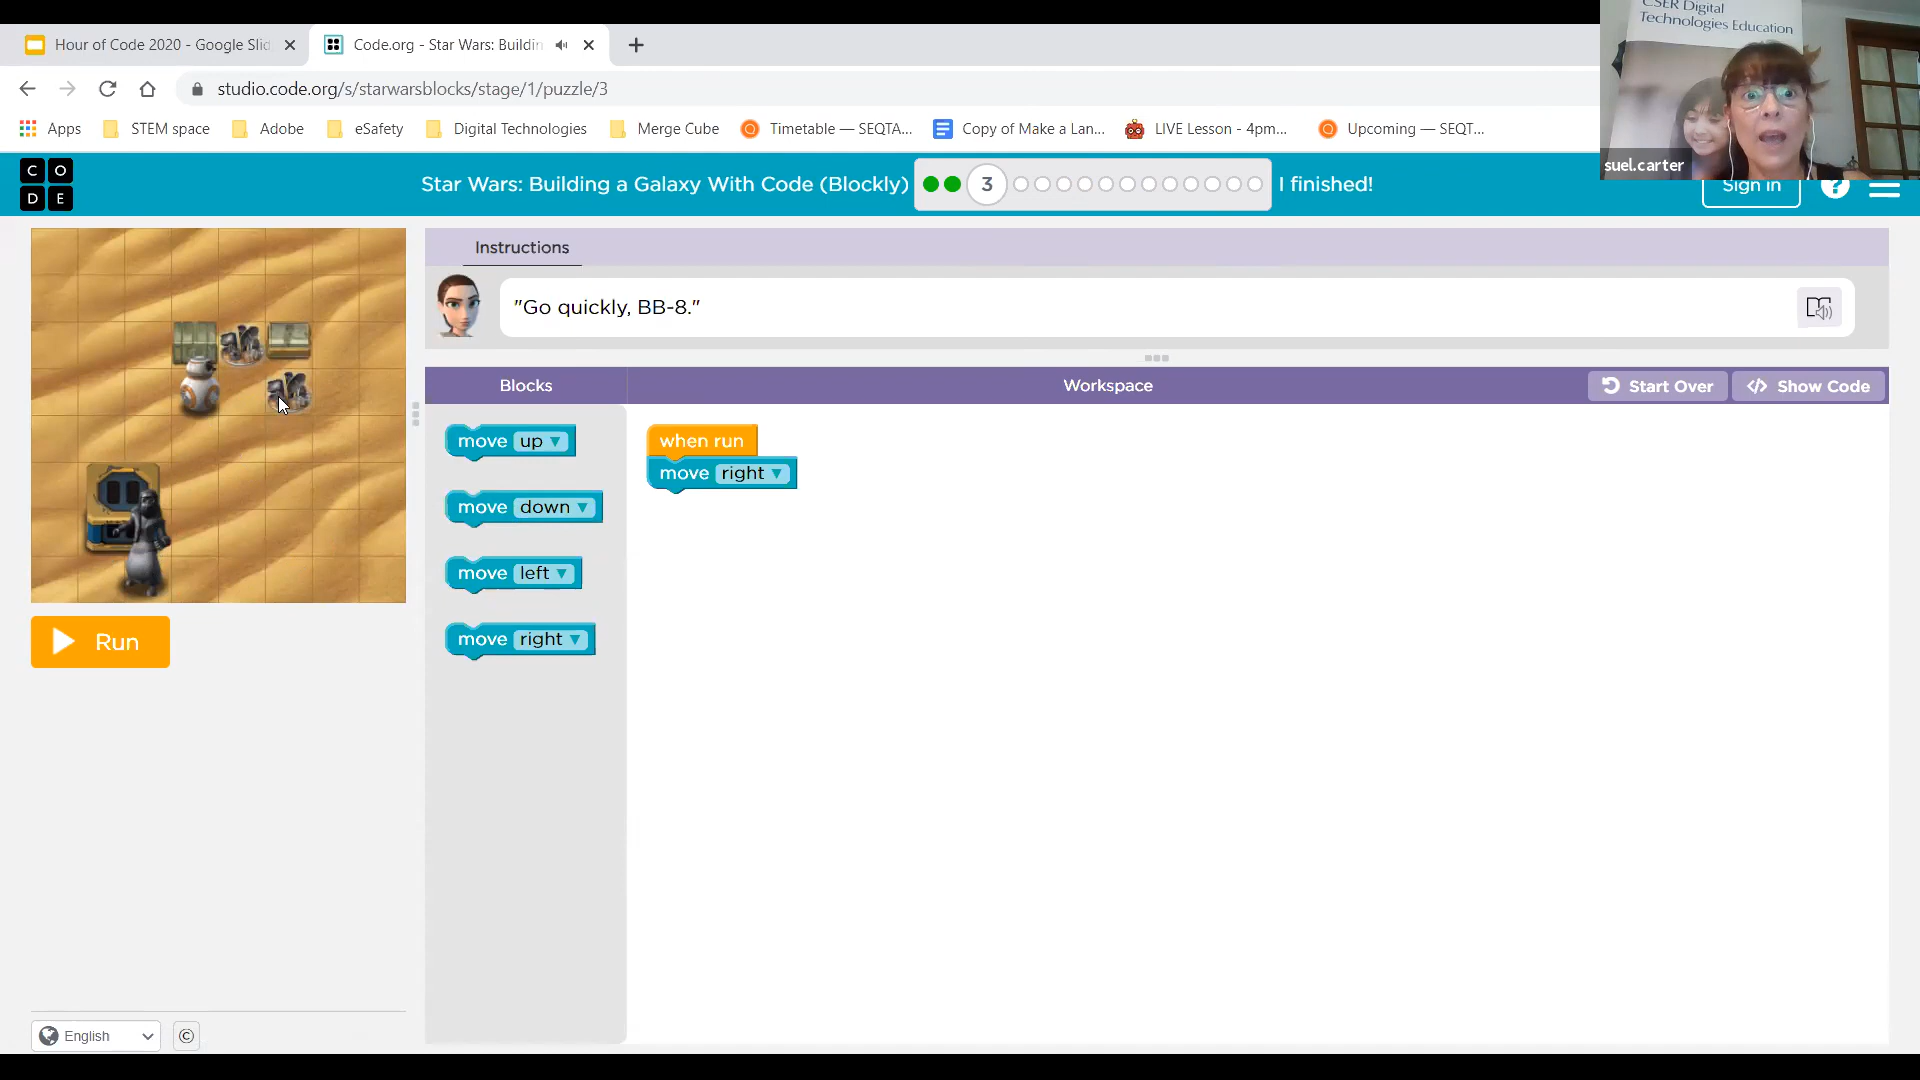 Hour of Code 2020 - Google Slid
Code.org - Star Wars: Buildin
studio.code.org/s/starwarsblocks/stage/1/puzzle/3
Apps
STEM space
Adobe
eSafety
Digital Technologies
Merge Cube
Timetable — SEQTA...
Copy of Make a Lan...
LIVE Lesson - 4pm...
Upcoming — SEQT...
CSER Digital
Technologies Education
suel.carter
C O
D E
Star Wars: Building a Galaxy With Code (Blockly)
3
I finished!
Sign in
?
Instructions
"Go quickly, BB-8."
Blocks
Workspace
Start Over
Show Code
move up
move down
move left
move right
when run
move right
Run
English
©